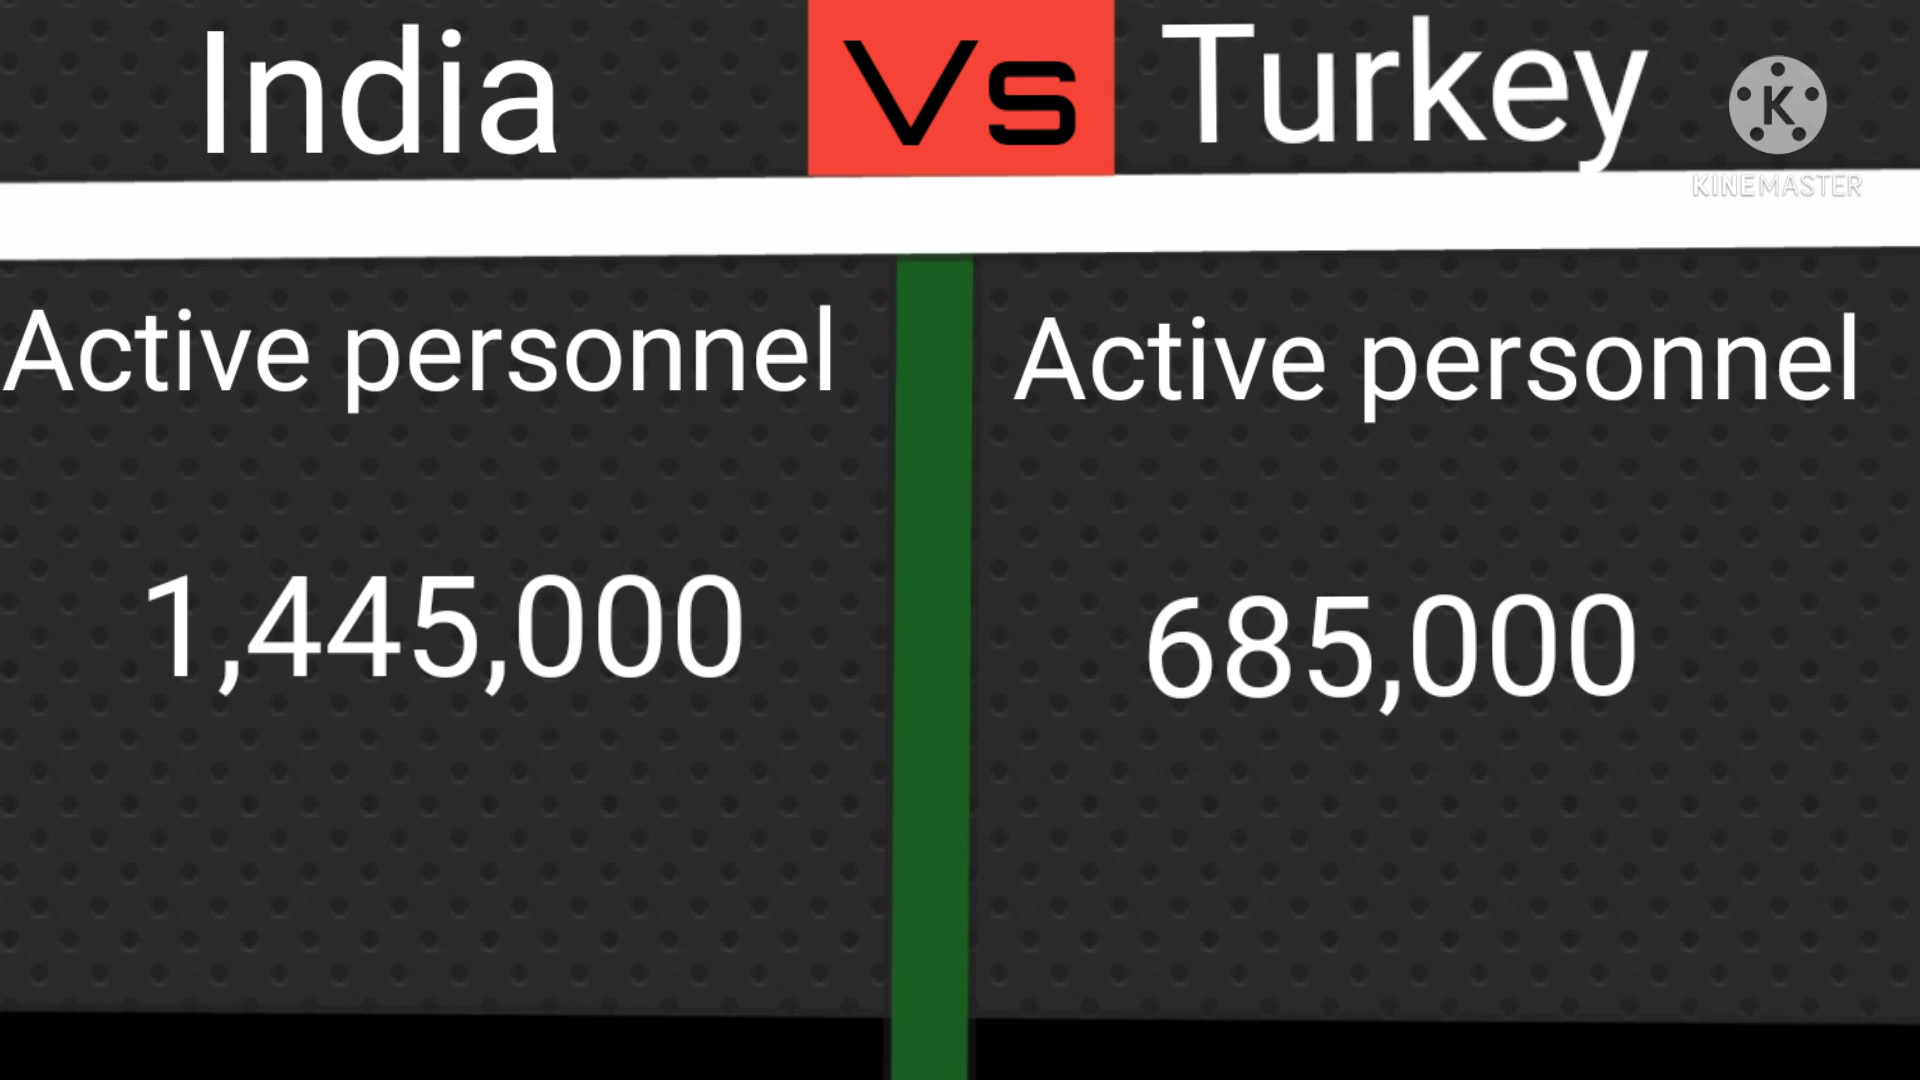 India Vs Turkey
K
KINEMASTER
Active personnel Active personnel
1,445,000 685,000